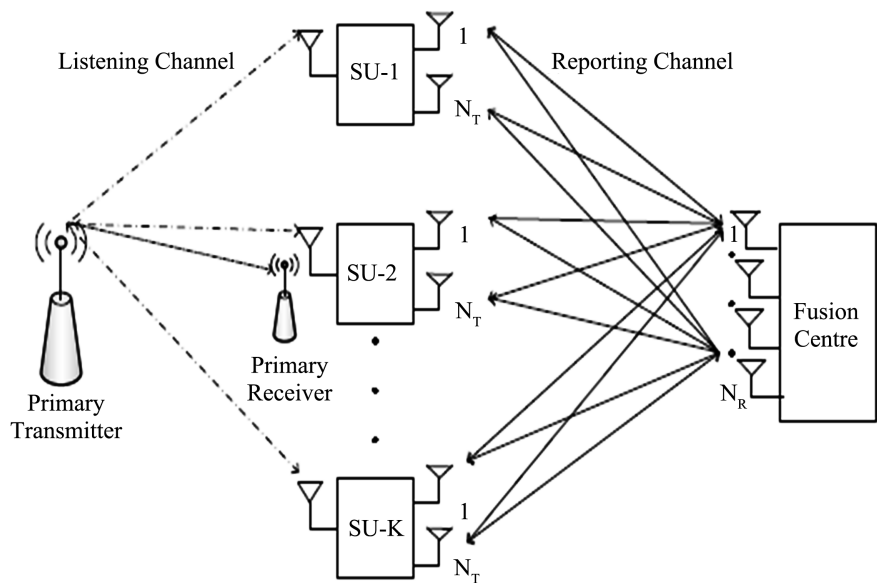 Listening Channel
Reporting Channel
SU-1
1
N_T
SU-2
1
N_T
Primary
Transmitter
Primary
Receiver
SU-K
1
N_T
1
N_R
Fusion
Centre